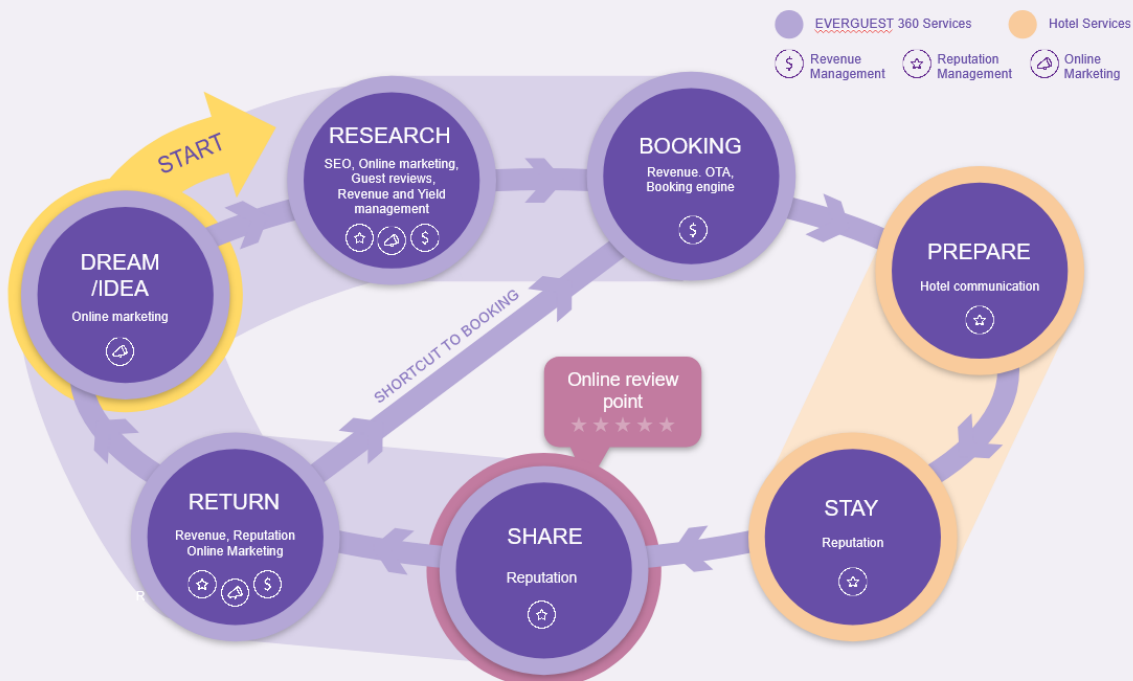 EVERGUEST 360 Services
Hotel Services
Revenue
Management
Reputation
Management
Online
Marketing
START
RESEARCH
SEO, Online marketing,
Guest reviews,
Revenue and Yield
management
BOOKING
Revenue. OTA,
Booking engine
DREAM
/IDEA
Online marketing
PREPARE
Hotel communication
SHORTCUT TO BOOKING
Online review
point
RETURN
Revenue, Reputation
Online Marketing
R
SHARE
Reputation
STAY
Reputation